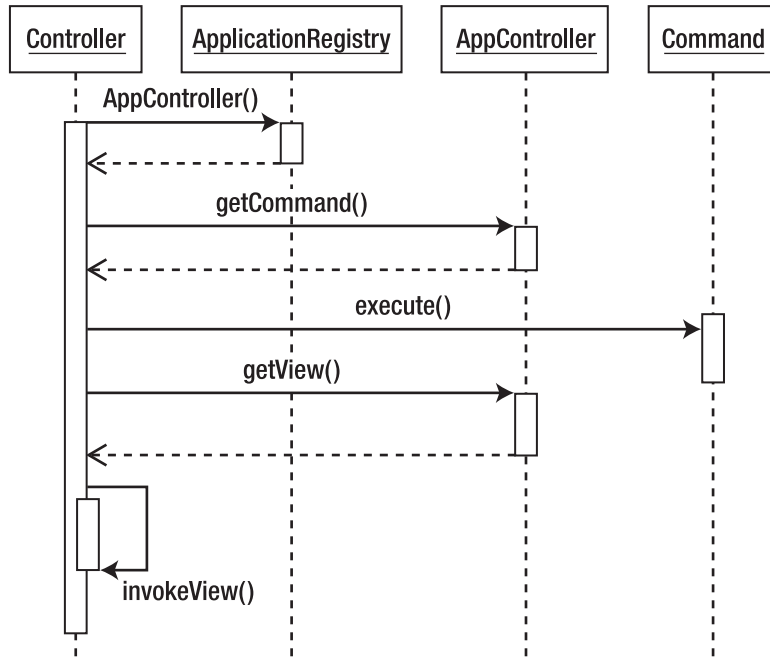 Controller
ApplicationRegistry
AppController
Command
AppController()
getCommand()
execute()
getView()
invokeView()